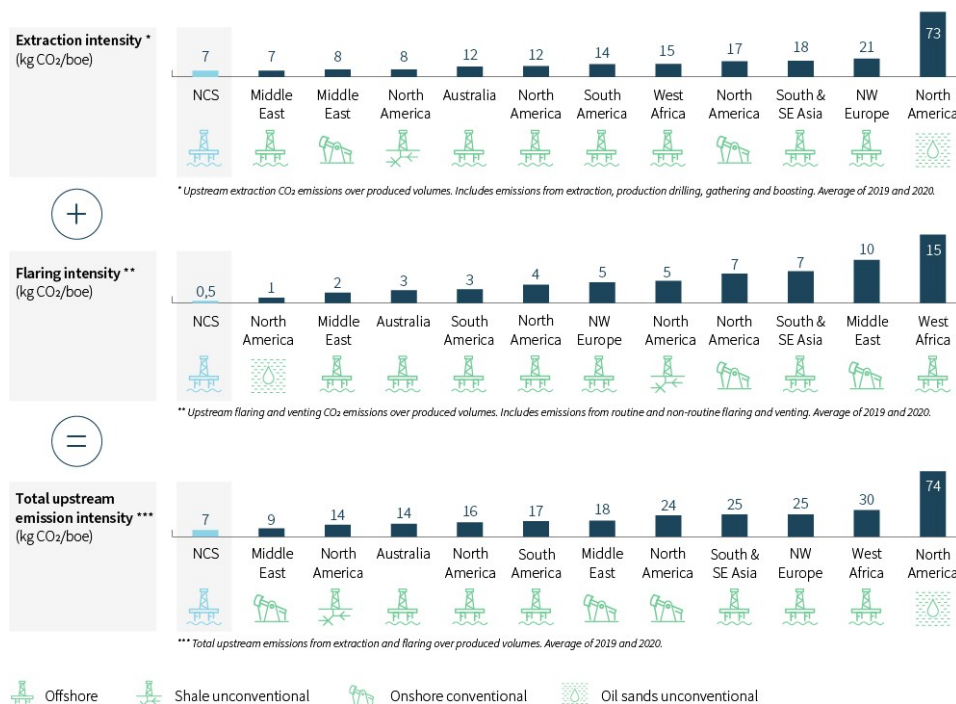 Extraction intensity *
(kg CO₂/boe)
7 7 8 8 12 12 14 15 17 18 21 73
NCS Middle East Middle East North America Australia North America South America West Africa North America South & SE Asia NW Europe North America
* Upstream extraction CO₂ emissions over produced volumes. Includes emissions from extraction, production drilling, gathering and boosting. Average of 2019 and 2020.
+
Flaring intensity **
(kg CO₂/boe)
0,5 1 2 3 3 4 5 5 7 7 10 15
NCS North America Middle East Australia South America North America NW Europe North America North America South & SE Asia Middle East West Africa
** Upstream flaring and venting CO₂ emissions over produced volumes. Includes emissions from routine and non-routine flaring and venting. Average of 2019 and 2020.
=
Total upstream
emission intensity ***
(kg CO₂/boe)
7 9 14 14 16 17 18 24 25 25 30 74
NCS Middle East North America Australia North America South America Middle East North America South & SE Asia NW Europe West Africa North America
*** Total upstream emissions from extraction and flaring over produced volumes. Average of 2019 and 2020.
Offshore Shale unconventional Onshore conventional Oil sands unconventional